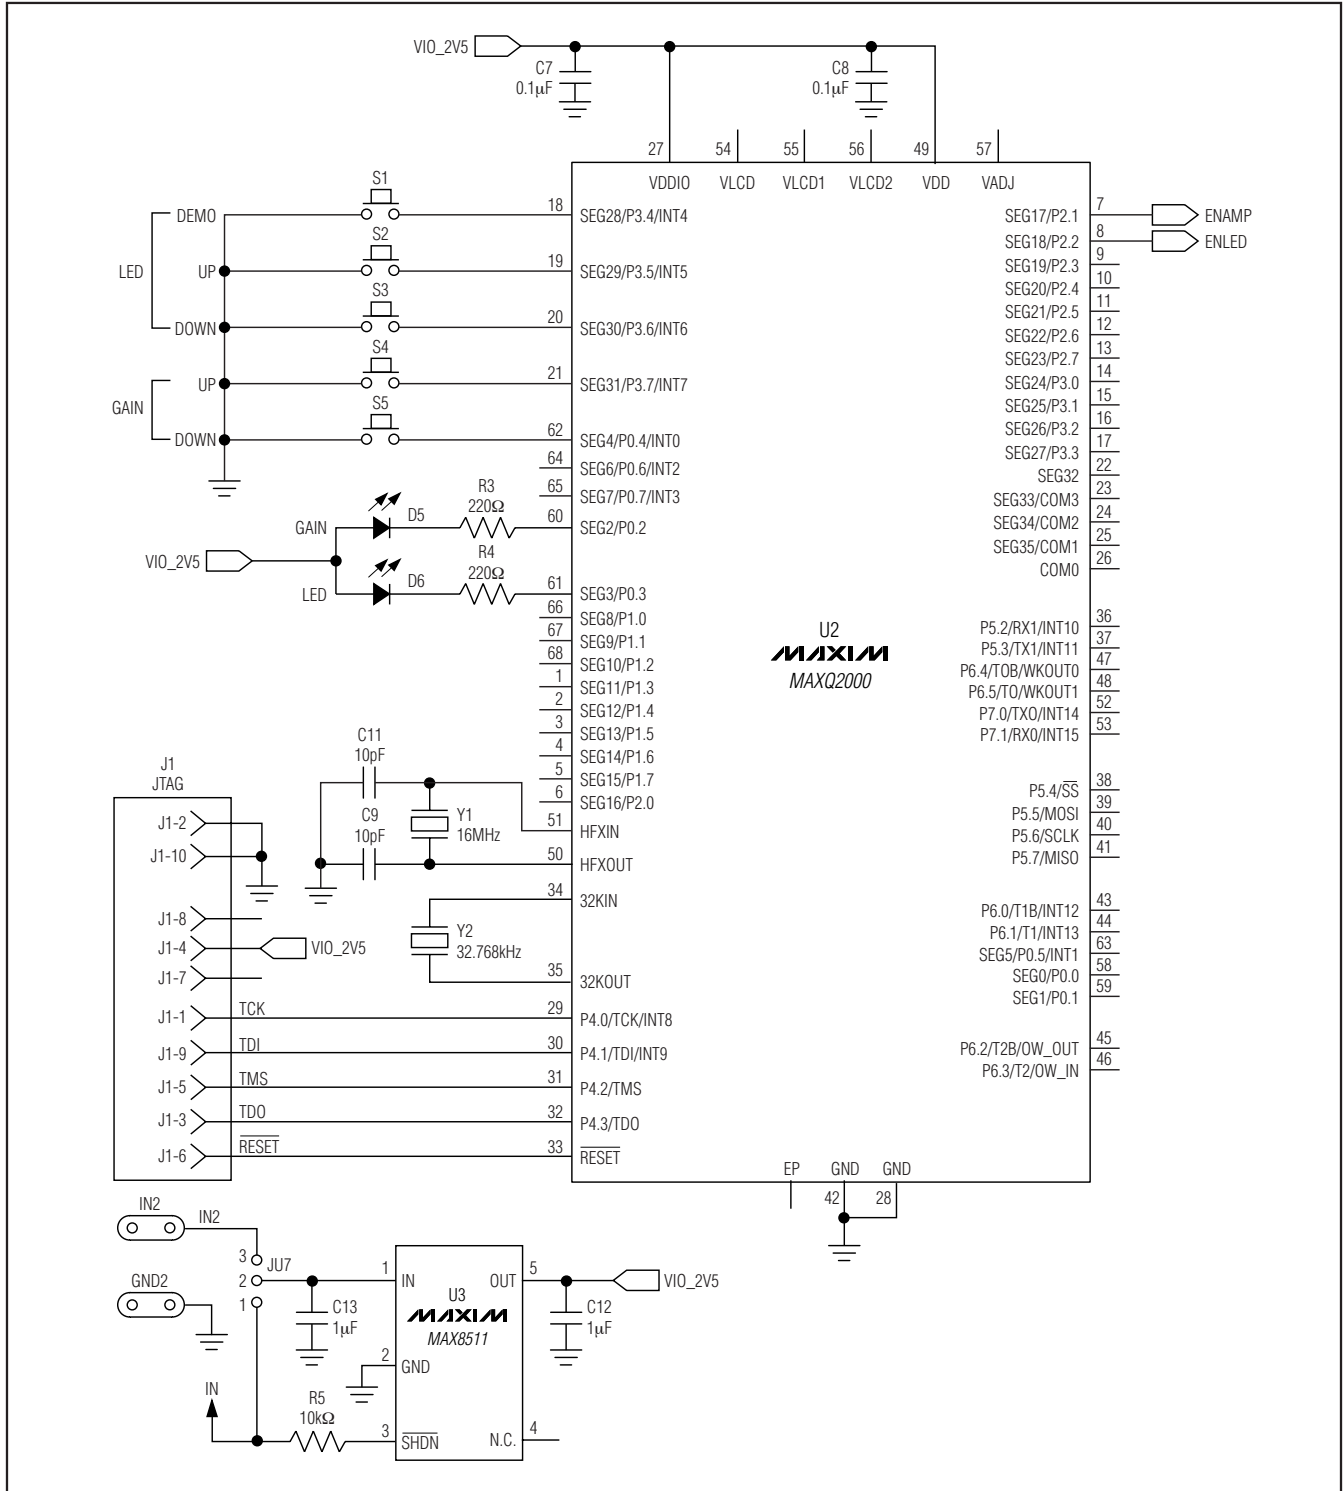 VIO_2V5
C7
0.1µF
C8
0.1µF
27
54
55
56
49
57
VDDIO
VLCD
VLCD1
VLCD2
VDD
VADJ
LED
DEMO
S1
18
SEG28/P3.4/INT4
UP
S2
19
SEG29/P3.5/INT5
DOWN
S3
20
SEG30/P3.6/INT6
GAIN
UP
S4
21
SEG31/P3.7/INT7
DOWN
S5
62
SEG4/P0.4/INT0
64
SEG6/P0.6/INT2
65
SEG7/P0.7/INT3
VIO_2V5
GAIN
D5
R3
220Ω
60
SEG2/P0.2
LED
D6
R4
220Ω
61
SEG3/P0.3
66
SEG8/P1.0
67
SEG9/P1.1
68
SEG10/P1.2
1
SEG11/P1.3
2
SEG12/P1.4
3
SEG13/P1.5
4
SEG14/P1.6
5
SEG15/P1.7
6
SEG16/P2.0
C11
10pF
C9
10pF
Y1
16MHz
51
HFXIN
50
HFXOUT
34
32KIN
Y2
32.768kHz
35
32KOUT
J1
JTAG
J1-2
J1-10
J1-8
J1-4
VIO_2V5
J1-7
J1-1
TCK
29
P4.0/TCK/INT8
J1-9
TDI
30
P4.1/TDI/INT9
J1-5
TMS
31
P4.2/TMS
J1-3
TDO
32
P4.3/TDO
J1-6
RESET
33
RESET
U2
MAXIM
MAXQ2000
SEG17/P2.1
7
ENAMP
SEG18/P2.2
8
ENLED
SEG19/P2.3
9
SEG20/P2.4
10
SEG21/P2.5
11
SEG22/P2.6
12
SEG23/P2.7
13
SEG24/P3.0
14
SEG25/P3.1
15
SEG26/P3.2
16
SEG27/P3.3
17
SEG32
22
SEG33/COM3
23
SEG34/COM2
24
SEG35/COM1
25
COM0
26
P5.2/RX1/INT10
36
P5.3/TX1/INT11
37
P6.4/TOB/WKOUT0
47
P6.5/TO/WKOUT1
48
P7.0/TXO/INT14
52
P7.1/RX0/INT15
53
P5.4/SS
38
P5.5/MOSI
39
P5.6/SCLK
40
P5.7/MISO
41
P6.0/T1B/INT12
43
P6.1/T1/INT13
44
SEG5/P0.5/INT1
63
SEG0/P0.0
58
SEG1/P0.1
59
P6.2/T2B/OW_OUT
45
P6.3/T2/OW_IN
46
EP
GND
GND
42
28
IN2
IN2
GND2
3
2
1
JU7
C13
1µF
IN
R5
10kΩ
1
IN
2
GND
3
SHDN
U3
MAXIM
MAX8511
OUT
5
N.C.
4
C12
1µF
VIO_2V5